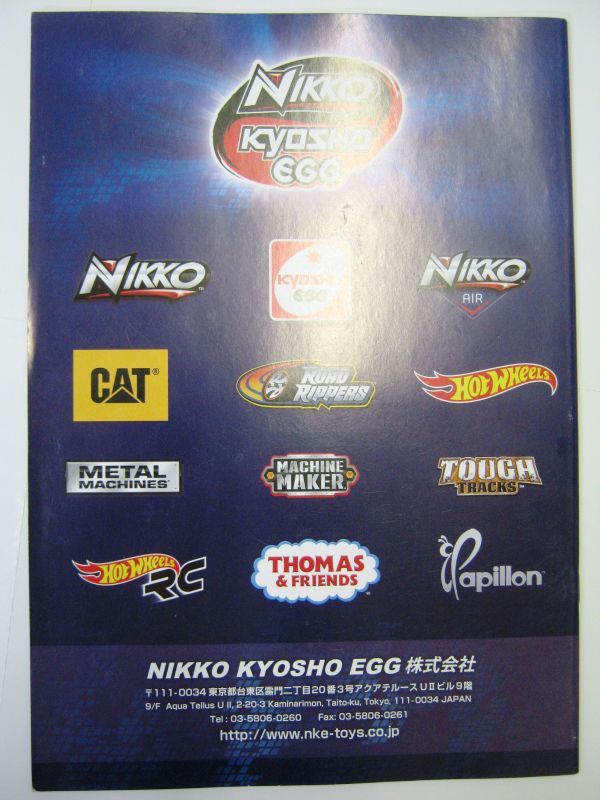 NIKKO
KYOSHO
EGG
NIKKO™
KYOSHO
EGG
NIKKO™
AIR
CAT®
ROAD
RIPPERS
HOT WHEELS
METAL
MACHINES
MACHINE
MAKER
TOUGH
TRACKS™
HOT WHEELS
RC
THOMAS
& FRIENDS
Papillon
NIKKO KYOSHO EGG 株式会社
〒111-0034 東京都台東区雷門二丁目20番3号アクアテルースUⅡビル9階
9/F Aqua Tellus U II, 2-20-3 Kaminarimon, Taito-ku, Tokyo, 111-0034 JAPAN
Tel : 03-5806-0260 Fax: 03-5806-0261
http://www.nke-toys.co.jp